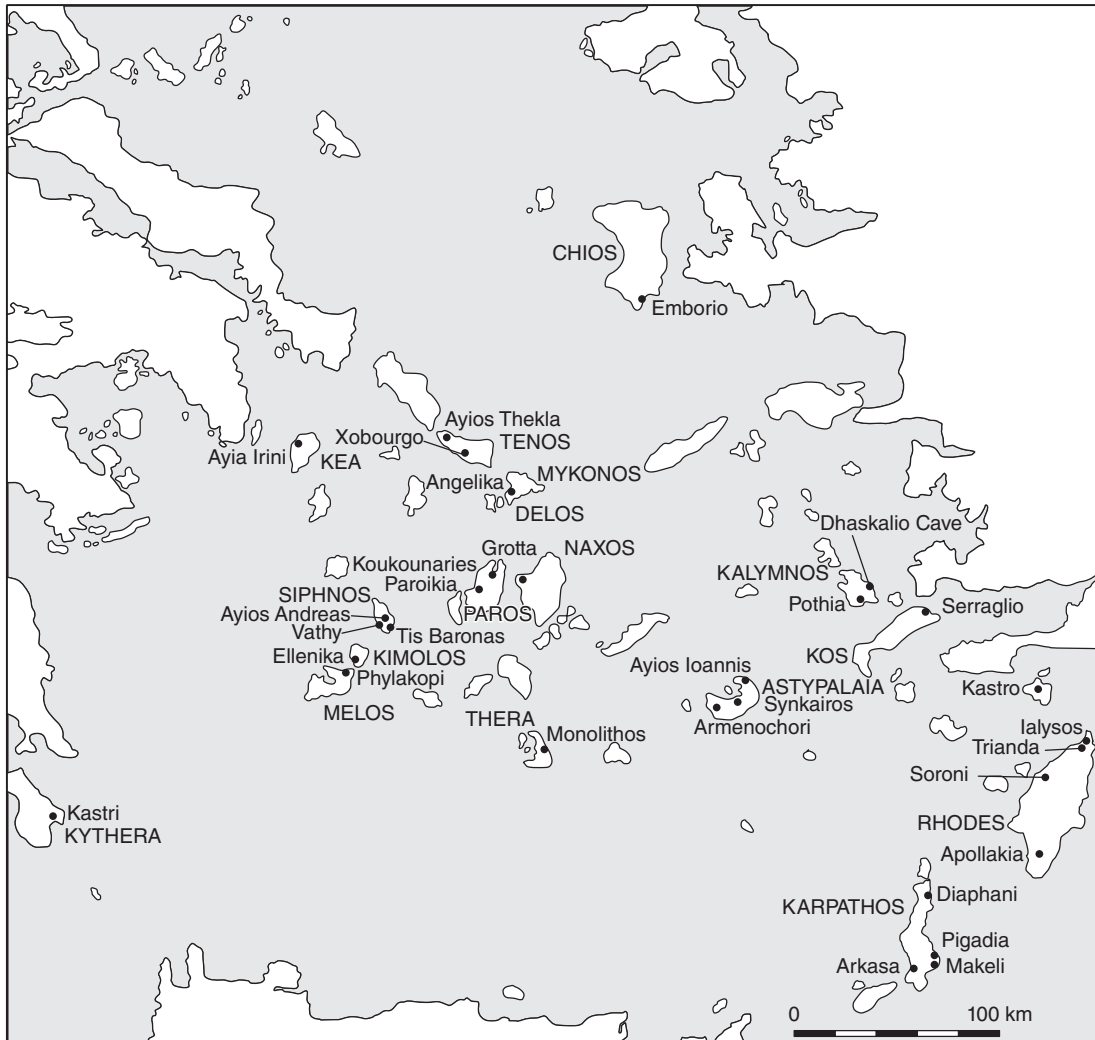 CHIOS
Emborio
Ayios Thekla
Xobourgo
TENOS
Ayia Irini
KEA
Angelika
MYKONOS
DELOS
Dhaskalio Cave
Grotta
NAXOS
Koukounaries
KALYMNOS
Paroikia
SIPHNOS
Pothia
PAROS
Serraglio
Ayios Andreas
Vathy
Tis Baronas
Ellenika
KIMOLOS
KOS
Ayios Ioannis
Phylakopi
ASTYPALAIA
Kastro
Synkairos
MELOS
THERA
Armenochori
Ialysos
Monolithos
Trianda
Soroni
Kastri
RHODES
KYTHERA
Apollakia
Diaphani
KARPATHOS
Pigadia
Arkasa
Makeli
0 100 km